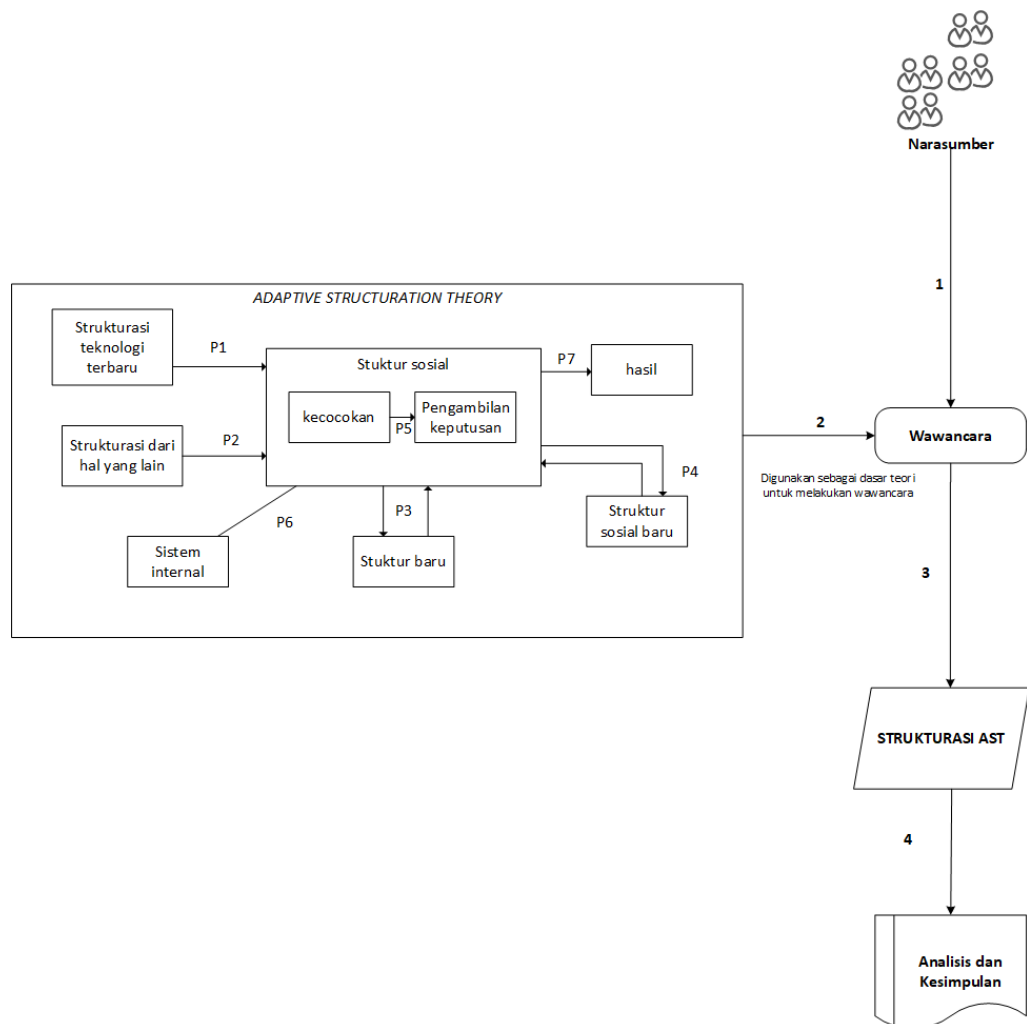 Narasumber
1
ADAPTIVE STRUCTURATION THEORY
Strukturasi
teknologi
terbaru
P1
Stuktur sosial
P7
hasil
kecocokan
P5
Pengambilan
keputusan
Strukturasi dari
hal yang lain
P2
P3
P4
P6
Sistem
internal
Stuktur baru
Struktur
sosial baru
2
Wawancara
Digunakan sebagai dasar teori
untuk melakukan wawancara
3
STRUKTURASI AST
4
Analisis dan
Kesimpulan